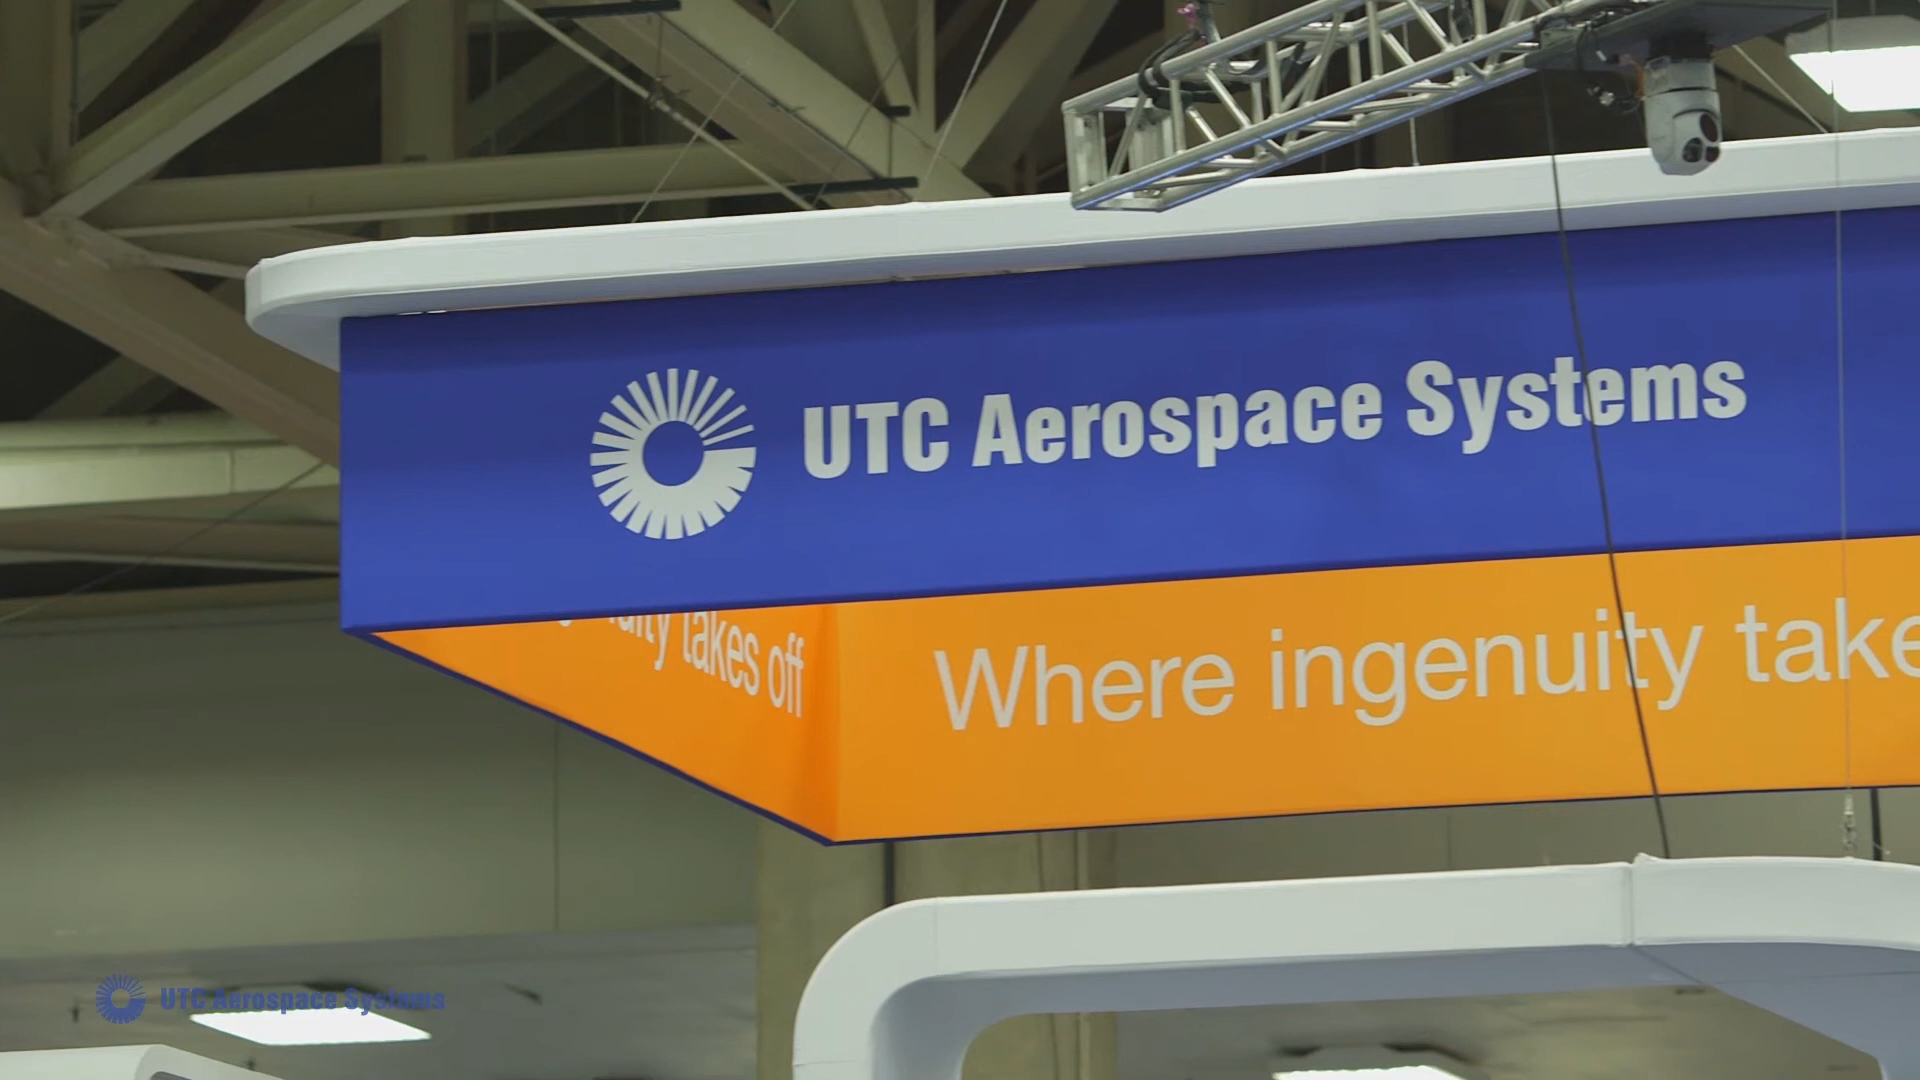 UTC Aerospace Systems
Where ingenuity take
takes off
UTC Aerospace Systems